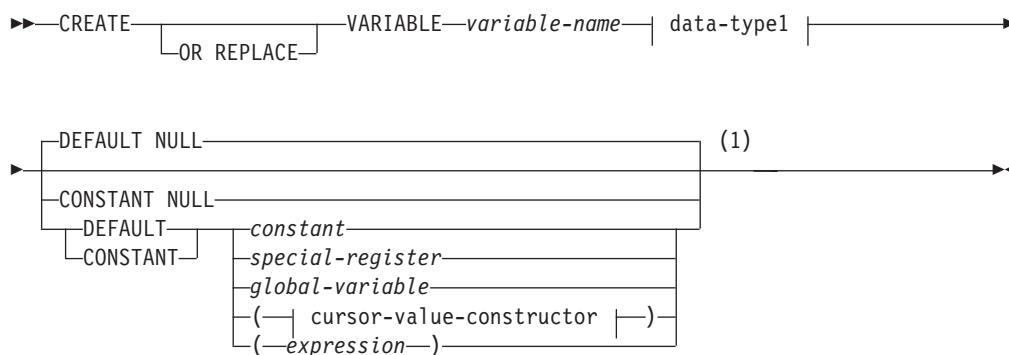 CREATE VARIABLE variable-name data-type1
OR REPLACE
DEFAULT NULL (1)
CONSTANT NULL
DEFAULT constant
CONSTANT special-register
global-variable
( cursor-value-constructor )
( expression )